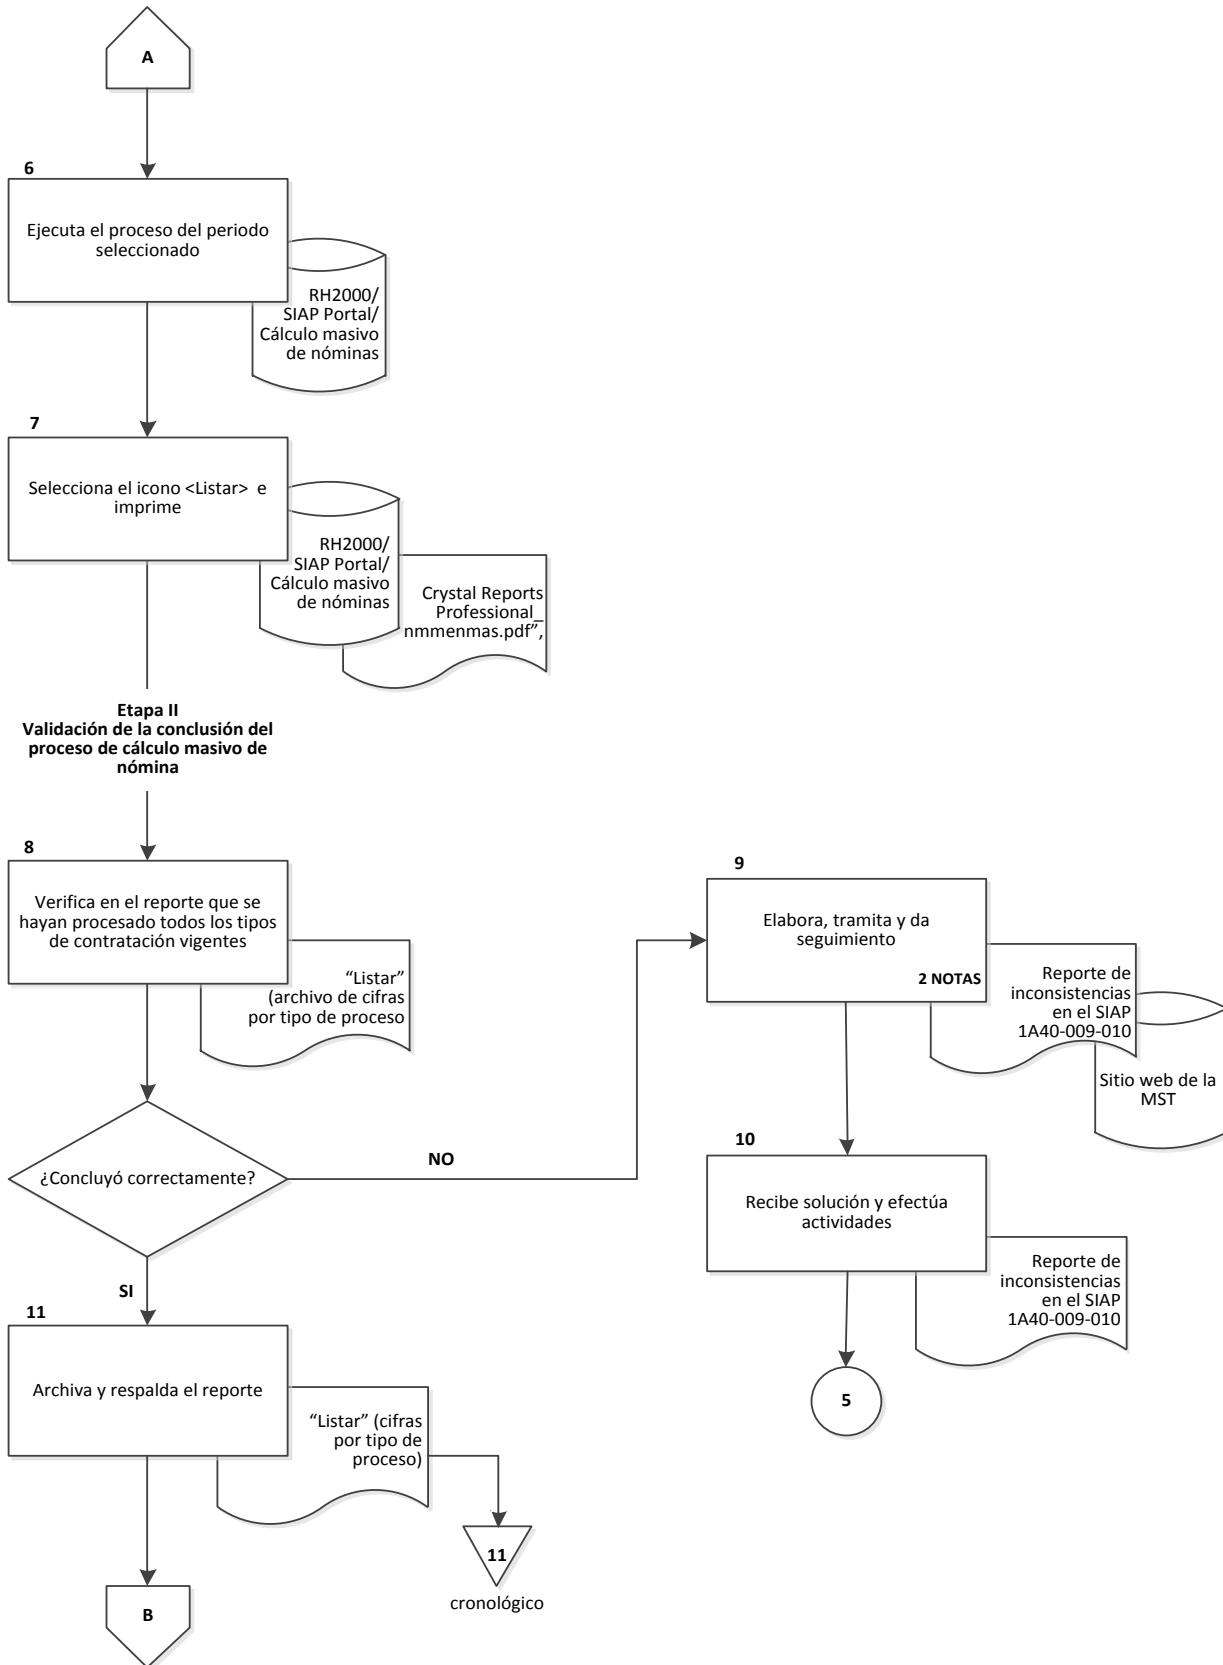 A
6
Ejecuta el proceso del periodo
seleccionado
RH2000/
SIAP Portal/
Cálculo masivo
de nóminas
7
Selecciona el icono <Listar> e
imprime
RH2000/
SIAP Portal/
Cálculo masivo
de nóminas
Crystal Reports
Professional_
nmmenmas.pdf”,
Etapa II
Validación de la conclusión del
proceso de cálculo masivo de
nómina
8
Verifica en el reporte que se
hayan procesado todos los tipos
de contratación vigentes
“Listar”
(archivo de cifras
por tipo de proceso
¿Concluyó correctamente?
NO
9
Elabora, tramita y da
seguimiento
2 NOTAS
Reporte de
inconsistencias
en el SIAP
1A40-009-010
Sitio web de la
MST
10
Recibe solución y efectúa
actividades
Reporte de
inconsistencias
en el SIAP
1A40-009-010
5
SI
11
Archiva y respalda el reporte
“Listar” (cifras
por tipo de
proceso)
11
cronológico
B